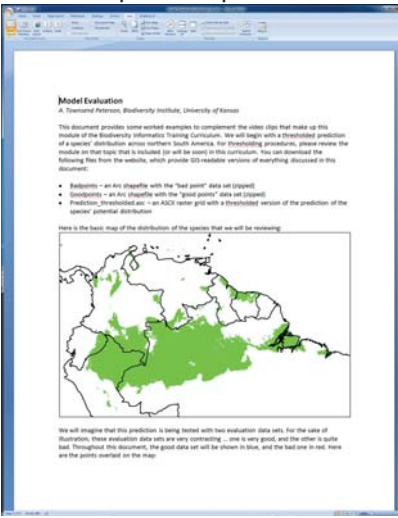 Model Evaluation
A. Townsend Peterson, Biodiversity Institute, University of Kansas
This document provides some worked examples to complement the video clips that make up this
module of the Biodiversity Informatics Training Curriculum. We will begin with a thresholded prediction
of a species' distribution across northern South America. For thresholding procedures, please review the
module on that topic that is included (or will be soon) in this curriculum. You can download the
following files from the website, which provide GIS-readable versions of everything discussed in this
document:
• Badpoints – an Arc shapefile with the "bad point" data set (zipped)
• Goodpoints – an Arc shapefile with the "good points" data set (zipped)
• Prediction_thresholded.asc – an ASCII raster grid with a thresholded version of the prediction of the
species' potential distribution
Here is the basic map of the distribution of the species that we will be reviewing:
We will imagine that this prediction is being tested with two evaluation data sets. For the sake of
illustration, these evaluation data sets are very contrasting ... one is very good, and the other is quite
bad. Throughout this document, the good data set will be shown in blue, and the bad one in red. Here
are the points overlaid on the map: